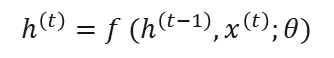 h^{(t)} = f (h^{(t-1)}, x^{(t)}; θ)